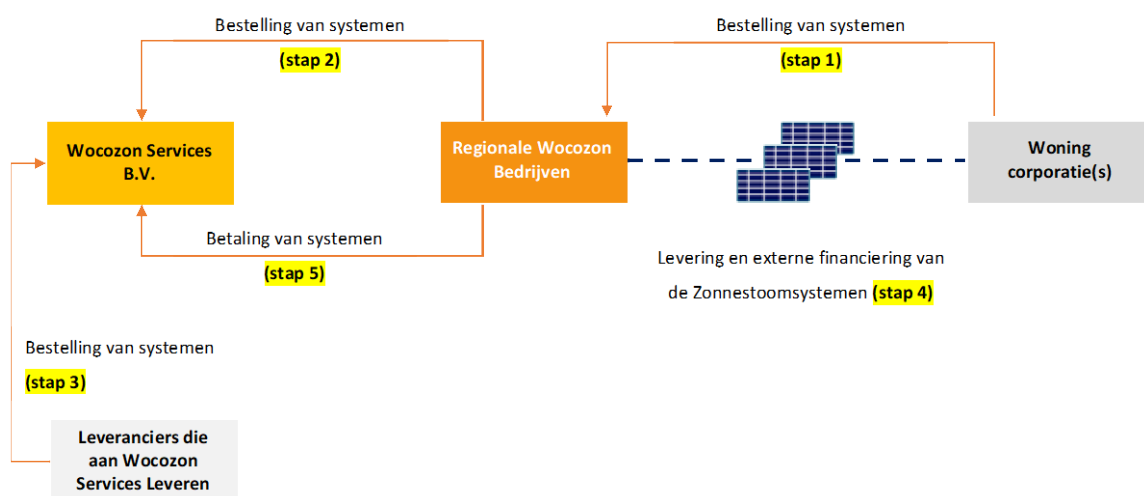 Bestelling van systemen
(stap 2)
Bestelling van systemen
(stap 1)
Wocozon Services
B.V.
Regionale Wocozon
Bedrijven
Woning
corporatie(s)
Betaling van systemen
(stap 5)
Levering en externe financiering van
de Zonnestoomsystemen (stap 4)
Bestelling van systemen
(stap 3)
Leveranciers die
aan Wocozon
Services Leveren